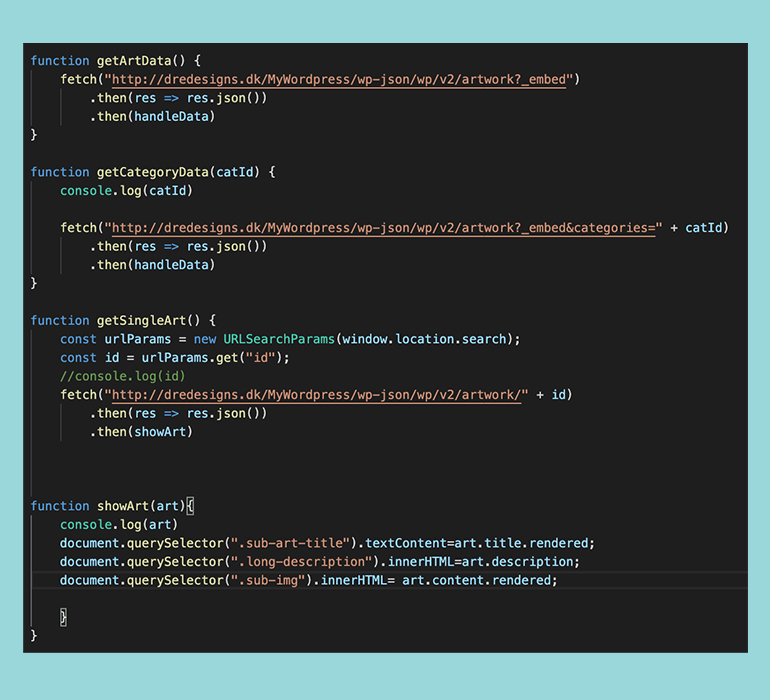 function getArtData() {
    fetch("http://dredesigns.dk/MyWordpress/wp-json/wp/v2/artwork?_embed")
        .then(res => res.json())
        .then(handleData)
}

function getCategoryData(catId) {
    console.log(catId)

    fetch("http://dredesigns.dk/MyWordpress/wp-json/wp/v2/artwork?_embed&categories=" + catId)
        .then(res => res.json())
        .then(handleData)
}

function getSingleArt() {
    const urlParams = new URLSearchParams(window.location.search);
    const id = urlParams.get("id");
    //console.log(id)
    fetch("http://dredesigns.dk/MyWordpress/wp-json/wp/v2/artwork/" + id)
        .then(res => res.json())
        .then(showArt)

function showArt(art){
    console.log(art)
    document.querySelector(".sub-art-title").textContent=art.title.rendered;
    document.querySelector(".long-description").innerHTML=art.description;
    document.querySelector(".sub-img").innerHTML= art.content.rendered;

    }
}